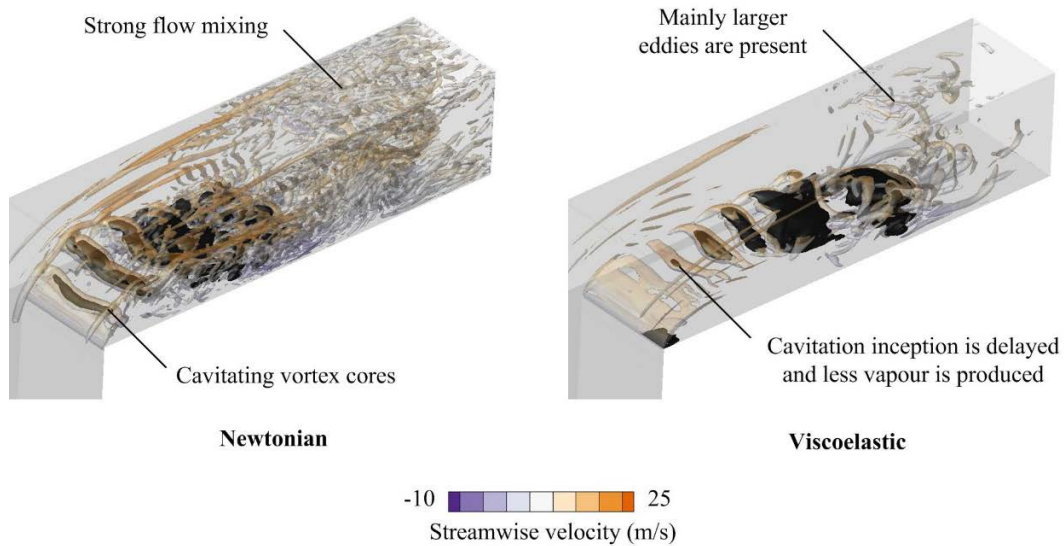 Strong flow mixing
Cavitating vortex cores
Newtonian
Mainly larger
eddies are present
Cavitation inception is delayed
and less vapour is produced
Viscoelastic
-10 25
Streamwise velocity (m/s)